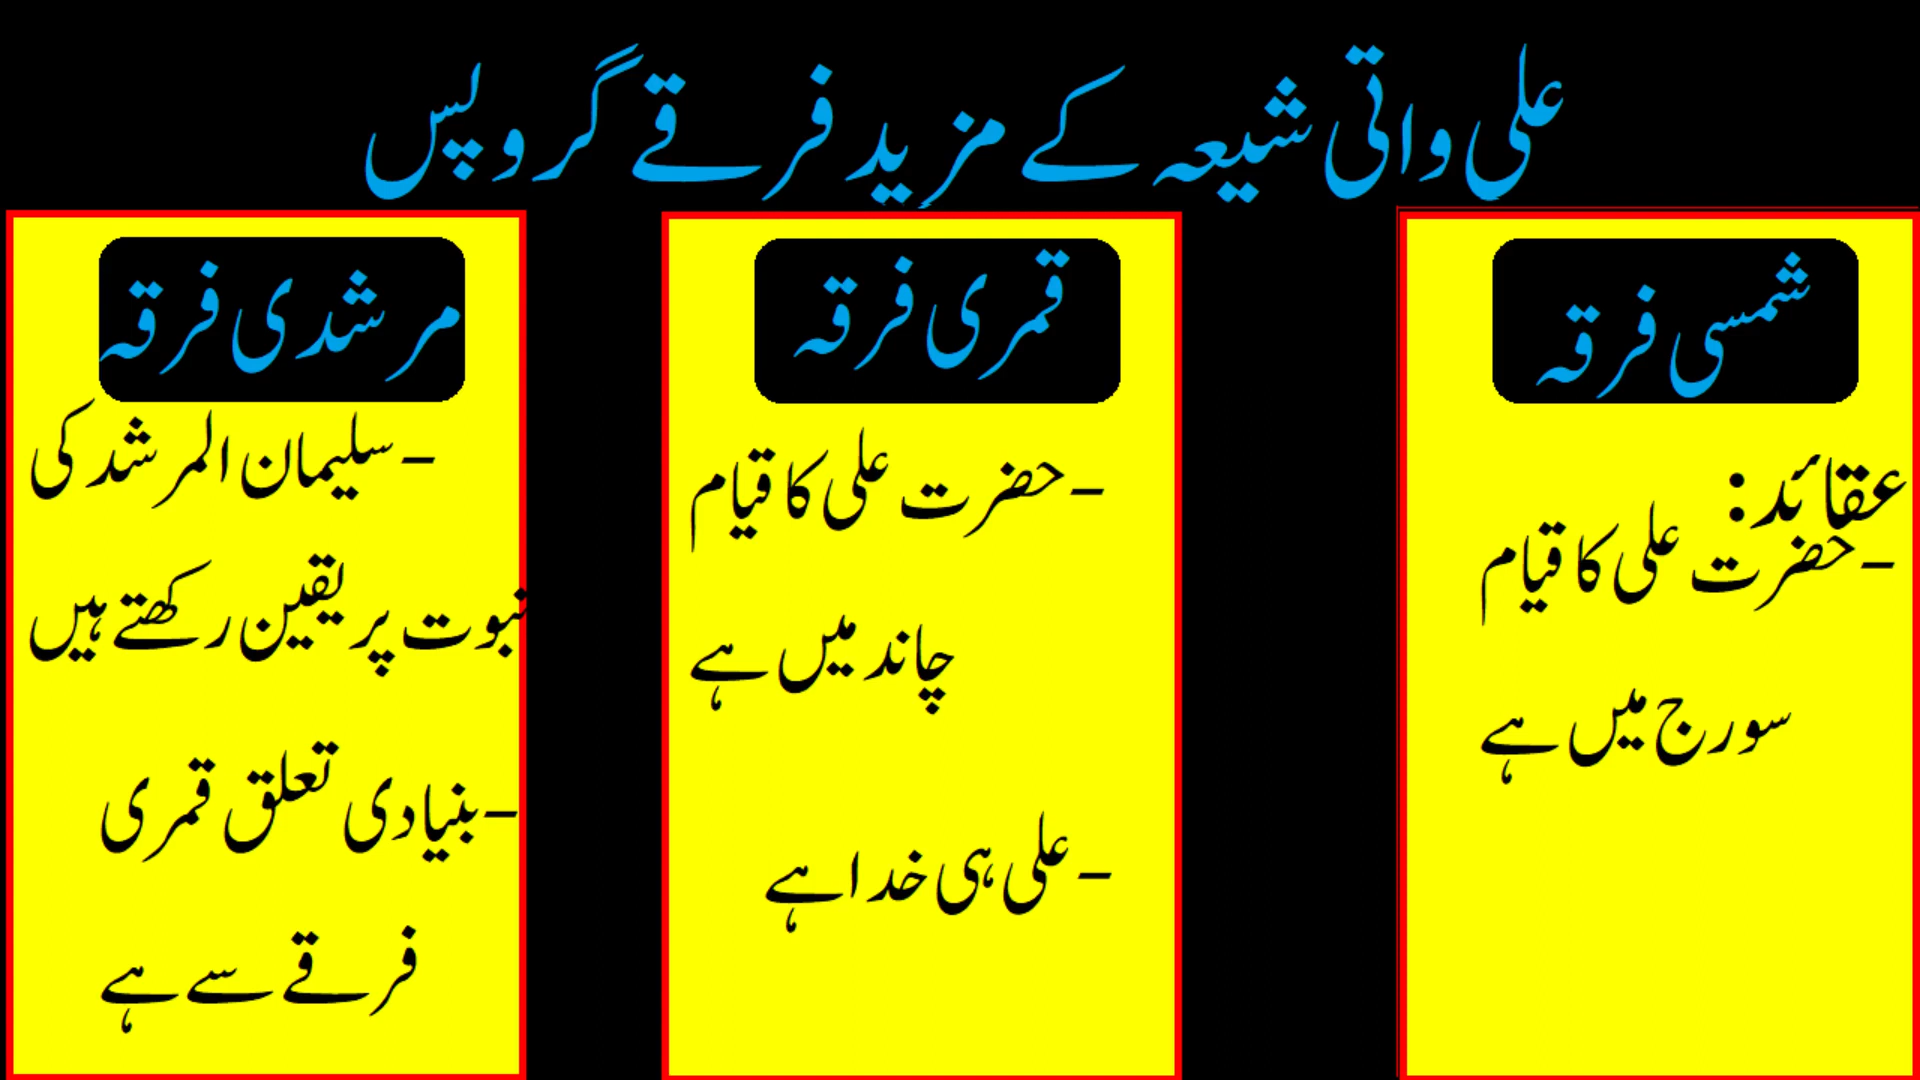 علی واتی شیعہ کے مزید فرقے گروپس
شمسی فرقہ
عقائد:
-حضرت علی کا قیام
سورج میں ہے
قمری فرقہ
-حضرت علی کا قیام
چاند میں ہے
-علی ہی خدا ہے
مرشدی فرقہ
-سلیمان المرشد کی
نبوت پر یقین رکھتے ہیں
-بنیادی تعلق قمری
فرقے سے ہے